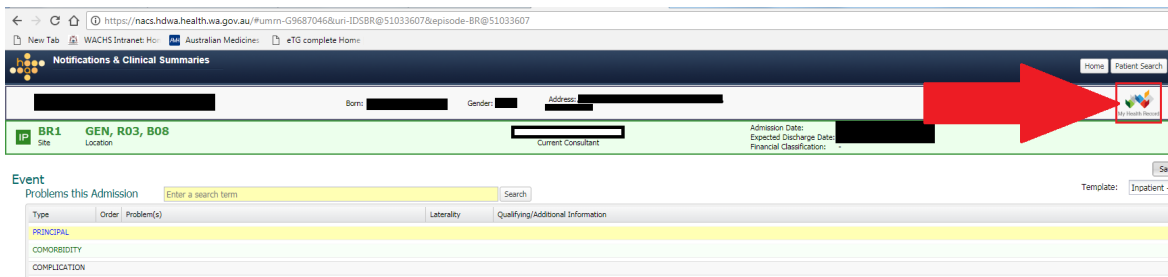 https://nacs.hdwa.health.wa.gov.au/#umrn-G9687046&uri-IDSBR@51033607&episode-BR@51033607
New Tab WACHS Intranet: Ho Australian Medicines eTG complete Home
Notifications & Clinical Summaries Home Patient Search
Born: Gender: Address: My Health Record
IP BR1 GEN, R03, B08 Admission Date:
Site Location Current Consultant Expected Discharge Date:
Financial Classification: -
Sa
Event
Problems this Admission Enter a search term Search Template: Inpatient -
Type Order Problem(s) Laterality Qualifying/Additional Information
PRINCIPAL
COMORBIDITY
COMPLICATION